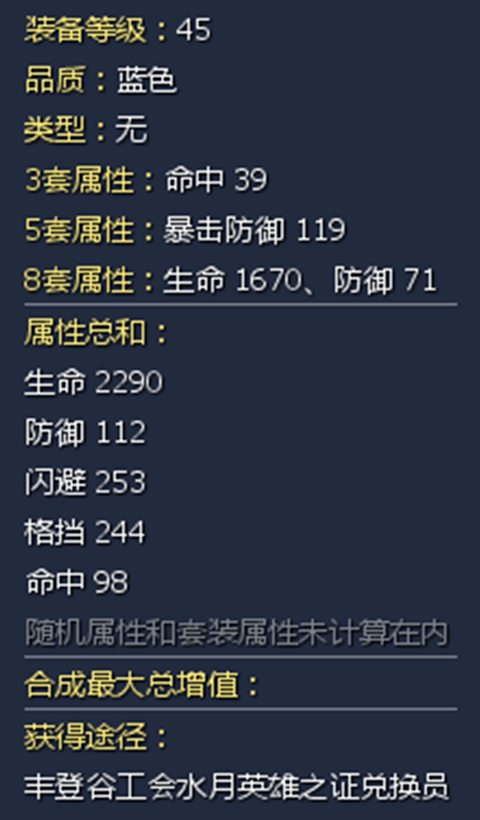 装备等级：45
品质：蓝色
类型：无
3套属性：命中 39
5套属性：暴击防御 119
8套属性：生命 1670、防御 71
属性总和：
生命 2290
防御 112
闪避 253
格挡 244
命中 98
随机属性和套装属性未计算在内
合成最大总增值：
获得途径：
丰登谷工会水月英雄之证兑换员